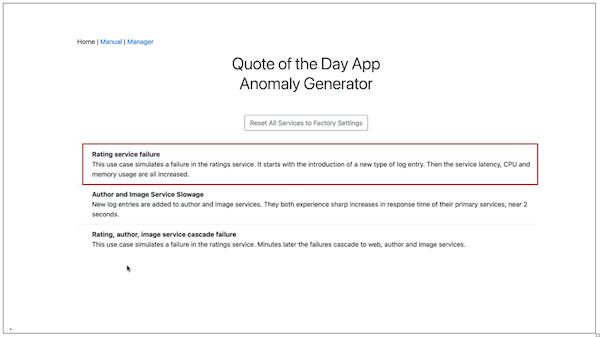 Home | Manual | Manager
Quote of the Day App
Anomaly Generator
Reset All Services to Factory Settings
Rating service failure
This use case simulates a failure in the ratings service. It starts with the introduction of a new type of log entry. Then the service latency, CPU and
memory usage are all increased.
Author and Image Service Slowage
New log entries are added to author and image services. They both experience sharp increases in response time of their primary services, near 2
seconds.
Rating, author, image service cascade failure
This use case simulates a failure in the ratings service. Minutes later the failures cascade to web, author and image services.